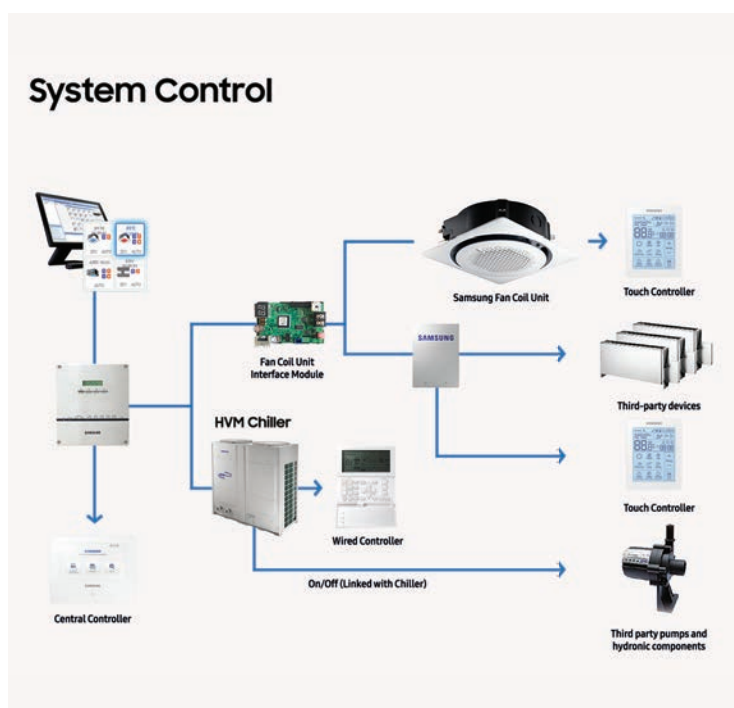 System Control
Samsung Fan Coil Unit
Touch Controller
Fan Coil Unit
Interface Module
SAMSUNG
Third-party devices
HVM Chiller
SAMSUNG
Wired Controller
Touch Controller
On/Off (Linked with Chiller)
Central Controller
Third party pumps and
hydronic components